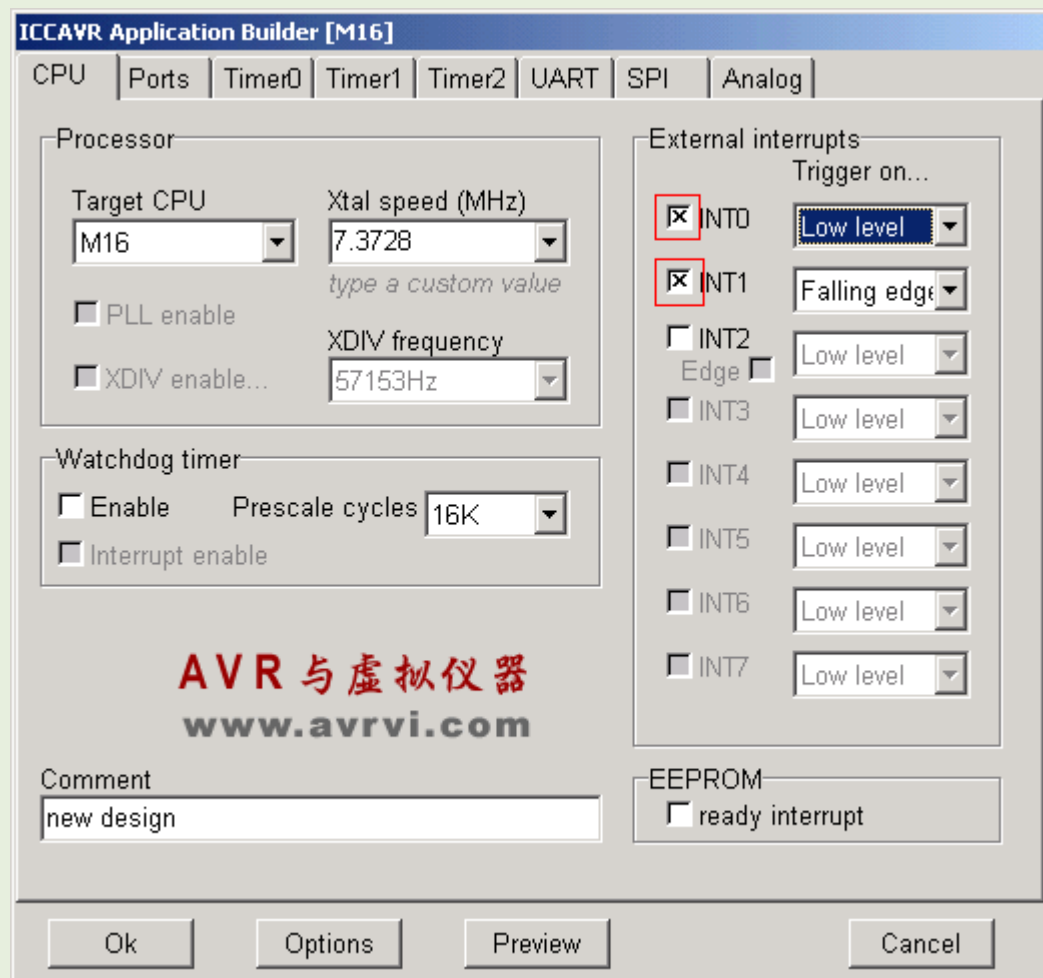 ICCAVR Application Builder [M16]
CPU Ports Timer0 Timer1 Timer2 UART SPI Analog
Processor
Target CPU
M16
Xtal speed (MHz)
7.3728
type a custom value
PLL enable
XDIV enable...
XDIV frequency
57153Hz
Watchdog timer
Enable
Prescale cycles 16K
Interrupt enable
AVR与虚拟仪器
www.avrvi.com
Comment
new design
External interrupts
Trigger on...
INT0 Low level
INT1 Falling edge
INT2 Low level
Edge
INT3 Low level
INT4 Low level
INT5 Low level
INT6 Low level
INT7 Low level
EEPROM
ready interrupt
Ok Options Preview Cancel